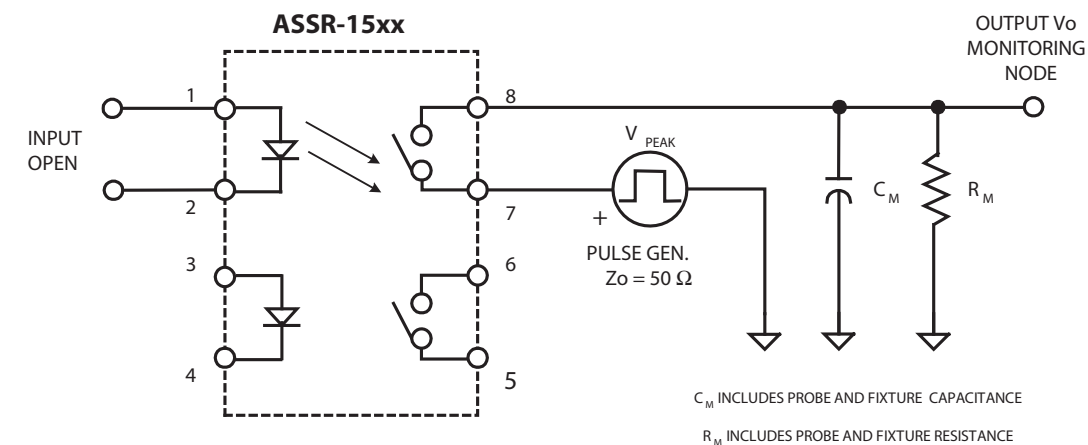 ASSR-15xx
OUTPUT Vo
MONITORING
NODE
INPUT
OPEN
1
2
3
4
8
7
6
5
V PEAK
+
PULSE GEN.
Zo = 50 Ω
C M
R M
C M INCLUDES PROBE AND FIXTURE CAPACITANCE
R M INCLUDES PROBE AND FIXTURE RESISTANCE